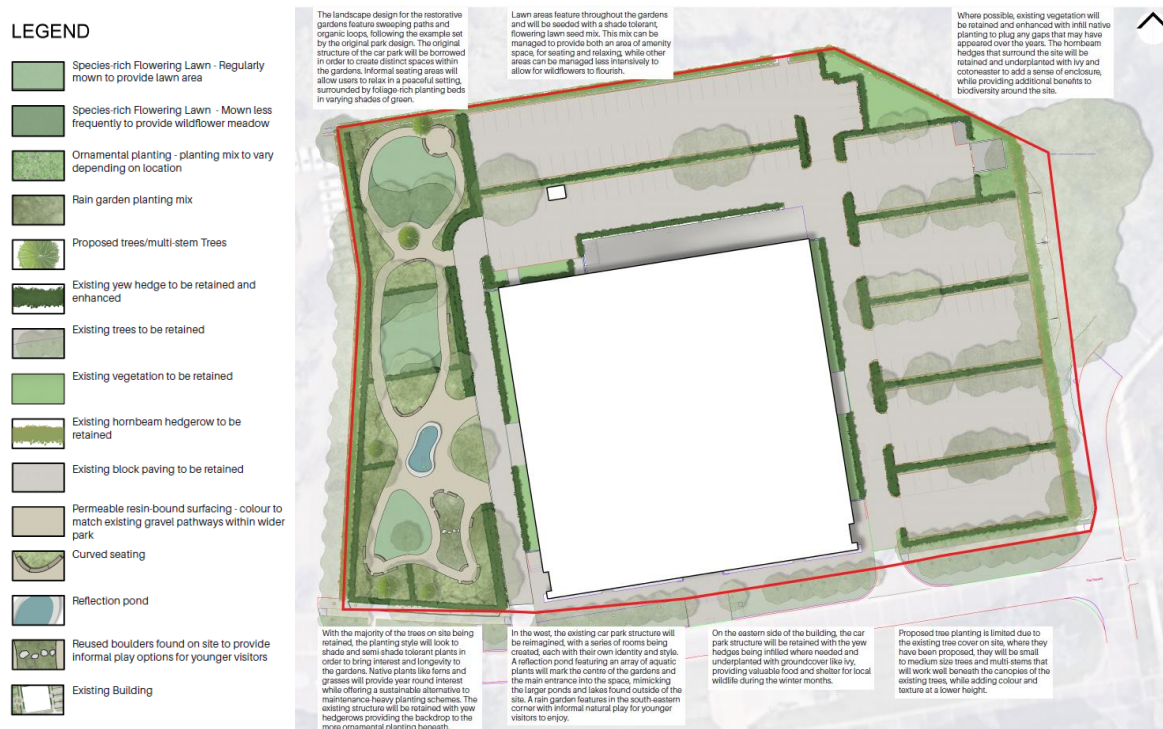 LEGEND
Species-rich Flowering Lawn - Regularly
mown to provide lawn area
Species-rich Flowering Lawn - Mown less
frequently to provide wildflower meadow
Ornamental planting - planting mix to vary
depending on location
Rain garden planting mix
Proposed trees/multi-stem Trees
Existing yew hedge to be retained and
enhanced
Existing trees to be retained
Existing vegetation to be retained
Existing hornbeam hedgerow to be
retained
Existing block paving to be retained
Permeable resin-bound surfacing - colour to
match existing gravel pathways within wider
park
Curved seating
Reflection pond
Reused boulders found on site to provide
informal play options for younger visitors
Existing Building
The landscape design for the restorative
gardens feature sweeping paths and
organic loops, following the example set
by the original park design. The original
structure of the car park will be borrowed
in order to create distinct spaces within
the gardens. Informal seating areas will
allow users to relax in a peaceful setting,
surrounded by foliage-rich planting beds
in varying shades of green.
Lawn areas feature throughout the gardens
and will be seeded with a shade tolerant,
flowering lawn seed mix. This mix can be
managed to provide both an area of amenity
space, for seating and relaxing, while other
areas can be managed less intensively to
allow for wildflowers to flourish.
Where possible, existing vegetation will
be retained and enhanced with infill native
planting to plug any gaps that may have
appeared over the years. The hornbeam
hedges that surround the site will be
retained and underplanted with ivy and
cotoneaster to add a sense of enclosure,
while providing additional benefits to
biodiversity around the site.
With the majority of the trees on site being
retained, the planting style will look to
shade and semi-shade tolerant plants in
order to bring interest and longevity to
the gardens. Native plants like ferns and
grasses will provide year round interest
while offering a sustainable alternative to
maintenance-heavy planting schemes. The
existing structure will be retained with yew
hedgerows providing the backdrop to the
more ornamental planting beneath.
In the west, the existing car park structure will
be reimagined, with a series of rooms being
created, each with their own identity and style.
A reflection pond featuring an array of aquatic
plants will mark the centre of the gardens and
the main entrance into the space, mimicking
the larger ponds and lakes found outside of the
site. A rain garden features in the south-eastern
corner with informal natural play for younger
visitors to enjoy.
On the eastern side of the building, the car
park structure will be retained with the yew
hedges being infilled where needed and
underplanted with groundcover like ivy,
providing valuable food and shelter for local
wildlife during the winter months.
Proposed tree planting is limited due to
the existing tree cover on site, where they
have been proposed, they will be small
to medium size trees and multi-stems that
will work well beneath the canopies of the
existing trees, while adding colour and
texture at a lower height.